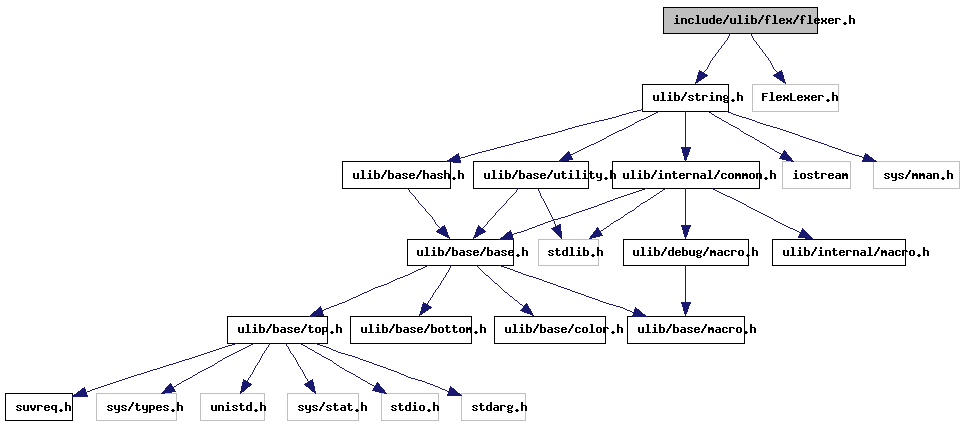 include/ulib/flex/flexer.h
ulib/string.h
FlexLexer.h
ulib/base/hash.h
ulib/base/utility.h
ulib/internal/common.h
iostream
sys/mman.h
ulib/base/base.h
stdlib.h
ulib/debug/macro.h
ulib/internal/macro.h
ulib/base/top.h
ulib/base/bottom.h
ulib/base/color.h
ulib/base/macro.h
suvreq.h
sys/types.h
unistd.h
sys/stat.h
stdio.h
stdarg.h